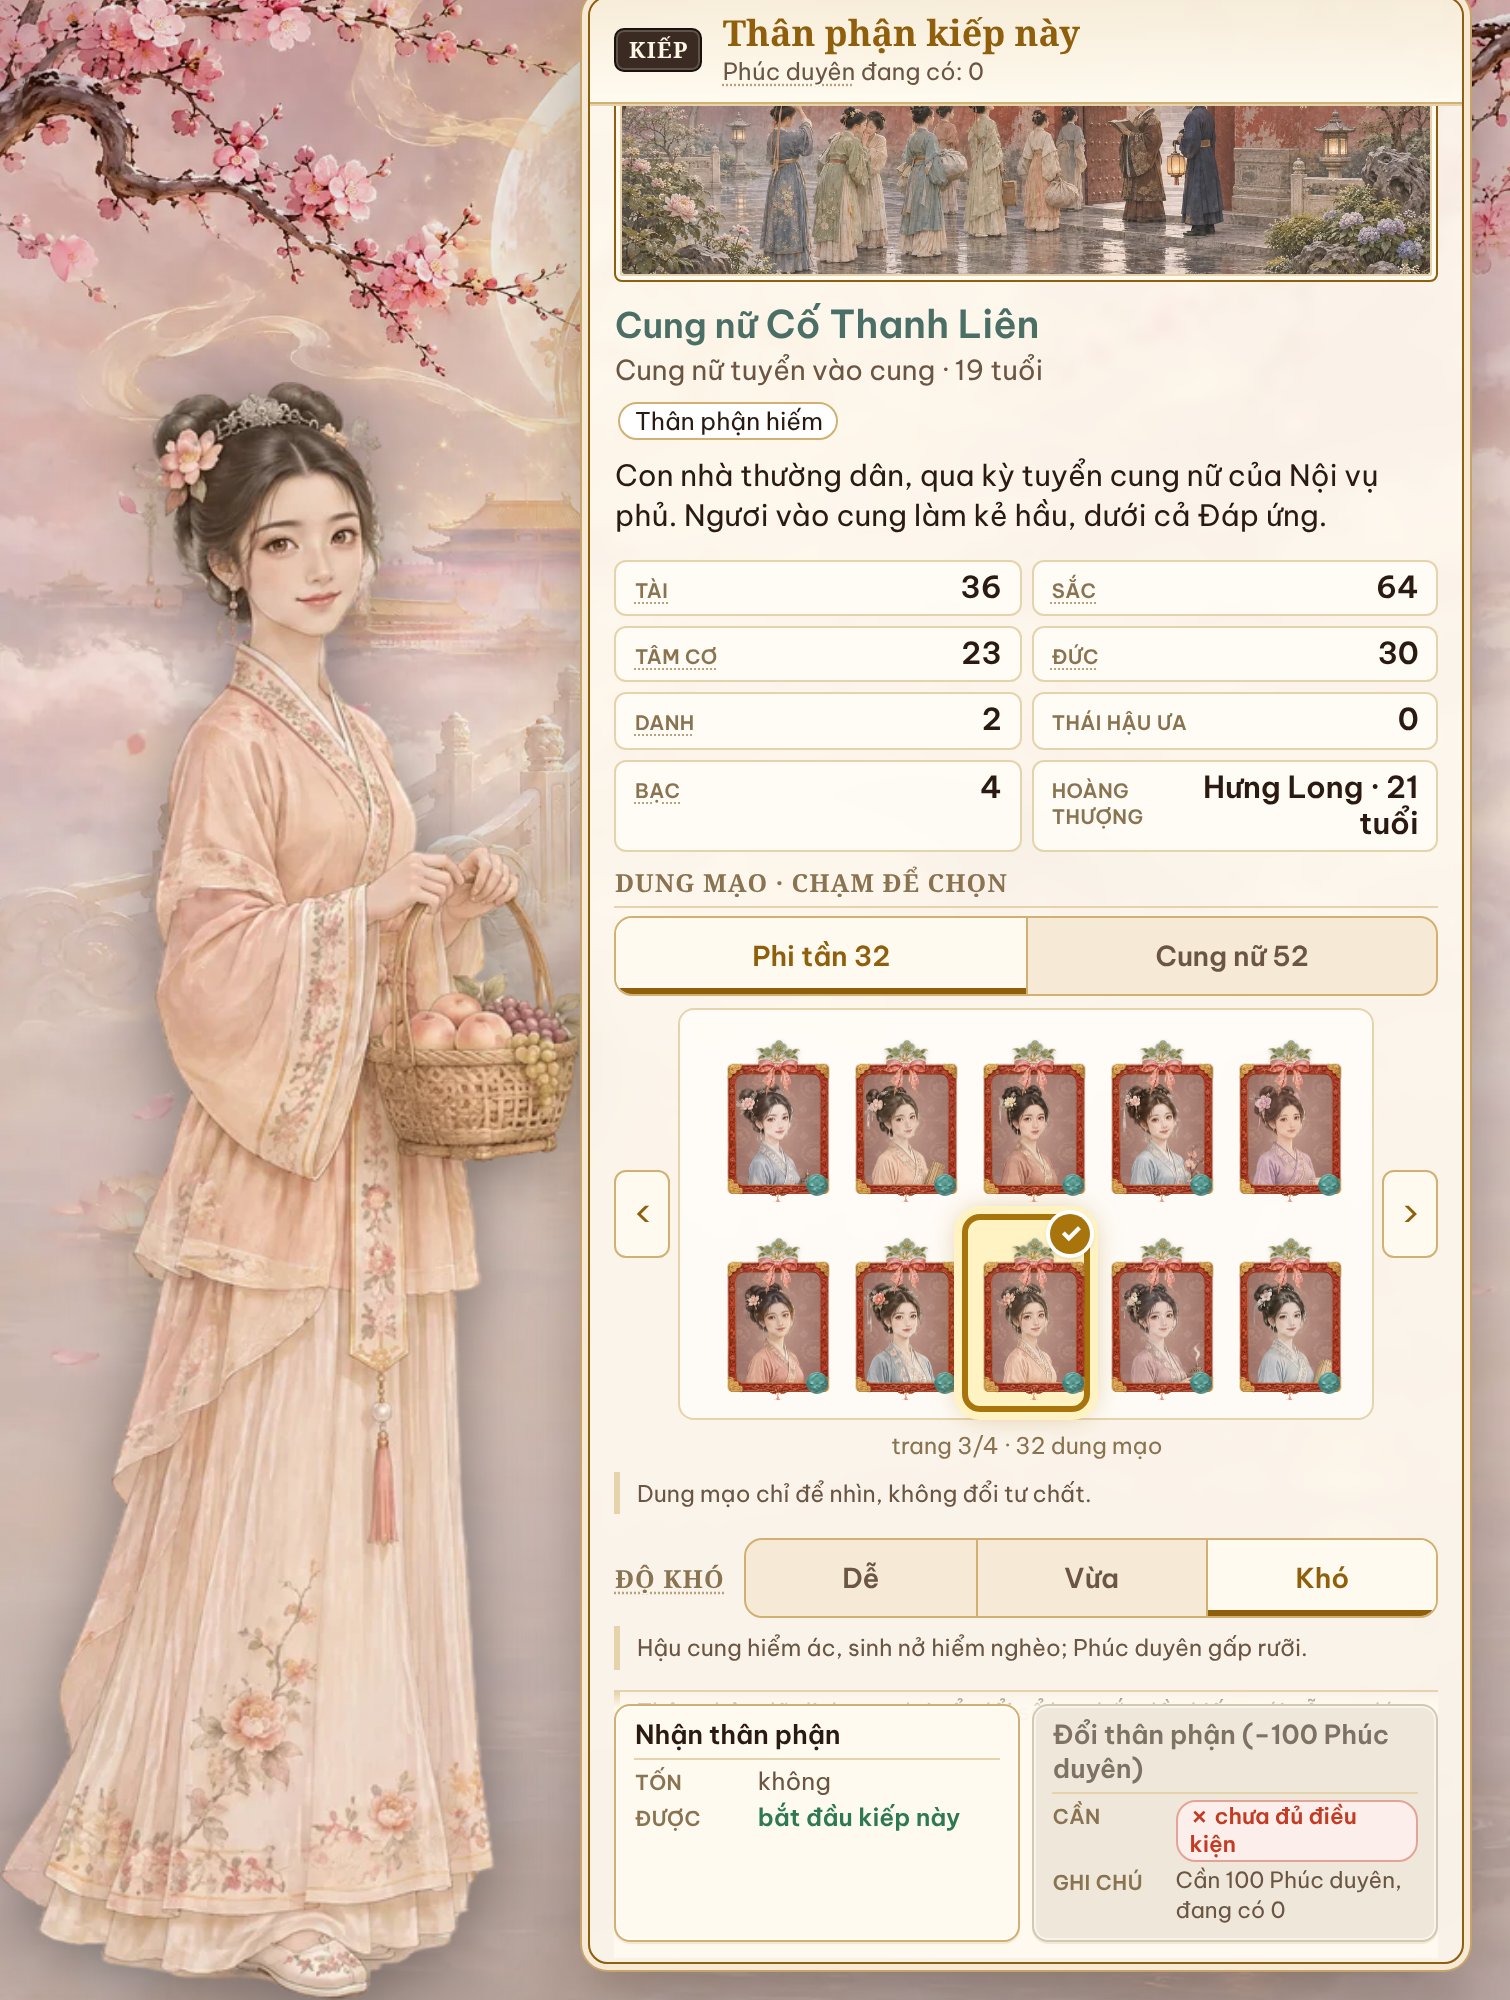 KIẾP
Thân phận kiếp này
Phúc duyên đang có: 0
Cung nữ Cố Thanh Liên
Cung nữ tuyển vào cung · 19 tuổi
Thân phận hiếm
Con nhà thường dân, qua kỳ tuyển cung nữ của Nội vụ
phủ. Ngươi vào cung làm kẻ hầu, dưới cả Đáp ứng.
TÀI 36
SẮC 64
TÂM CƠ 23
ĐỨC 30
DANH 2
THÁI HẬU ƯA 0
BẠC 4
HOÀNG THƯỢNG Hưng Long · 21 tuổi
DUNG MẠO · CHẠM ĐỂ CHỌN
Phi tần 32
Cung nữ 52
‹ ›
trang 3/4 · 32 dung mạo
Dung mạo chỉ để nhìn, không đổi tư chất.
ĐỘ KHÓ
Dễ
Vừa
Khó
Hậu cung hiểm ác, sinh nở hiểm nghèo; Phúc duyên gấp rưỡi.
Nhận thân phận
TỐN không
ĐƯỢC bắt đầu kiếp này
Đổi thân phận (−100 Phúc
duyên)
CẦN × chưa đủ điều
kiện
GHI CHÚ Cần 100 Phúc duyên,
đang có 0